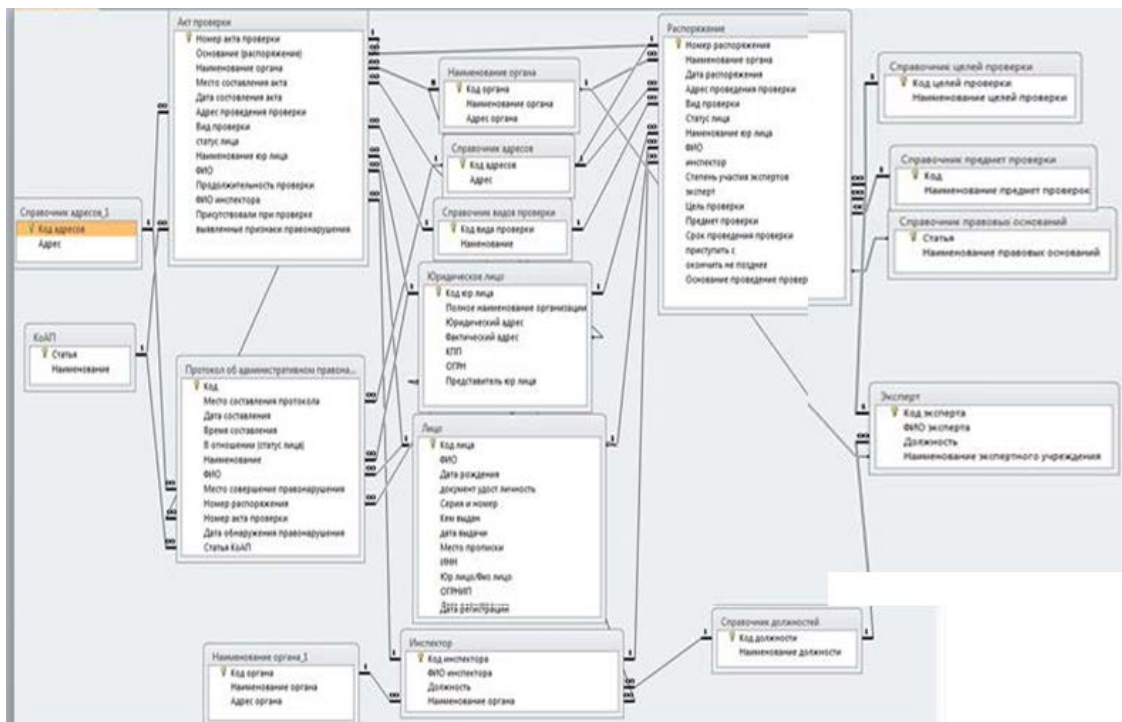 Акт проверки
Номер акта проверки
Основание (распоряжение)
Наименование органа
Место составления акта
Дата состовления акта
Адрес проведения проверки
Вид проверки
статус лица
Наименование юр лица
ФИО
Продолжительность проверки
ФИО инспектора
Присутствовали при проверке
выявленные признаки правонарушения
Справочник адресов_1
Код адресов
Адрес
КоАП
Статья
Наименование
Протокол об административном правона...
Код
Место составления протокола
Дата составления
Время составления
В отношении (статус лица)
Наименование
ФИО
Место совершение правонарушения
Номер распоряжения
Номер акта проверки
Дата обнаружения правонарушения
Статья КоАП
Наименование органа_1
Код органа
Наименование органа
Адрес органа
Наименование органа
Код органа
Наименование органа
Адрес органа
Справочник адресов
Код адресов
Адрес
Справочник видов проверки
Код вида проверки
Наменование
Юридическое лицо
Код юр лица
Полное наименование организации
Юридический адрес
Фактический адрес
КПП
ОГРН
Представитель юр лица
Лицо
Код лица
ФИО
Дата рождения
документ удост личность
Серия и номер
Кем выдан
дата выдачи
Место прописки
ИНН
Юр лицо/Физ лицо
ОГРНИП
Дата регистрации
Инспектор
Код инспектора
ФИО инспектора
Должность
Наименование органа
Распоряжение
Номер распоряжения
Наименование органа
Дата распоряжения
Адрес проведения проверки
Вид проверки
Статус лица
Наменование юр лица
ФИО
инспектор
Степень участия экспертов
эксперт
Цель проверки
Предмет проверки
Срок проведения проверки
приступить с
окончить не позднее
Основание проведение провер
Справочник целей проверки
Код целей проверки
Наименование целей проверки
Справочник предмет проверки
Код
Наименование предмет проверок
Справочник правовых оснований
Статья
Наименование правовых оснований
Эксперт
Код эксперта
ФИО эксперта
Должность
Наименование экспертного учреждения
Справочник должностей
Код должности
Наименование должности